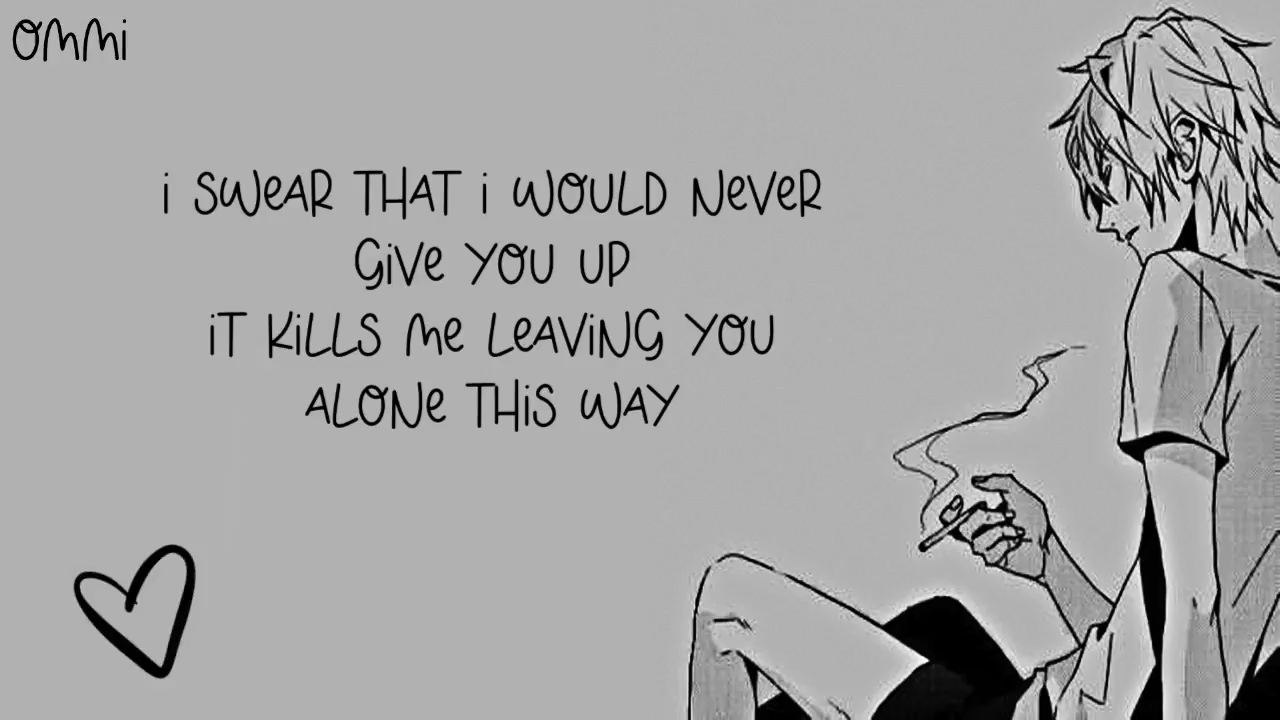 OMMi
i SWeAR THAT i WOULD NeVeR
GiVe YOU UP
iT KiLLS Me LeAViNG YOU
ALONe THiS WAY